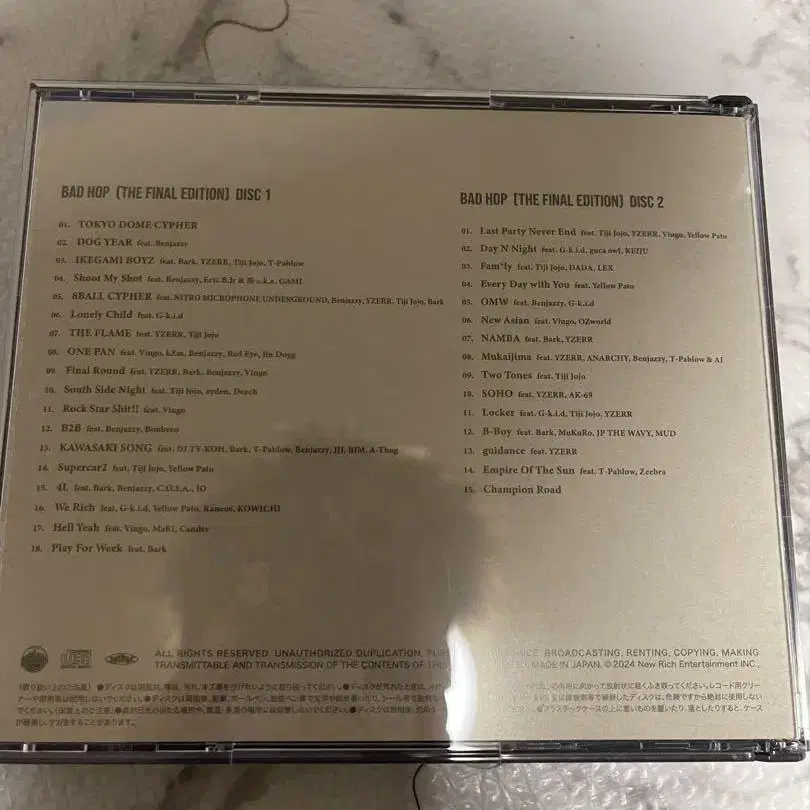 BAD HOP (THE FINAL EDITION) DISC 1
01. TOKYO DOME CYPHER
02. DOG YEAR feat. Benjazzy
03. IKEGAMI BOYZ feat. Bark, YZERR, Tiji Jojo, T-Pablow
04. Shoot My Shot feat. Benjazzy, Eric.B.Jr & a.k.a. GAMI
05. 8BALL CYPHER feat. NITRO MICROPHONE UNDERGROUND, Benjazzy, YZERR, Tiji Jojo, Bark
06. Lonely Child feat. G-k.i.d
07. THE FLAME feat. YZERR, Tiji Jojo
08. ONE PAN feat. Vingo, kZm, Benjazzy, Red Eye, Jin Dogg
09. Final Round feat. YZERR, Bark, Benjazzy, Vingo
10. South Side Night feat. Tiji Jojo, eyden, Deech
11. Rock Star Shit!! feat. Vingo
12. B2B feat. Benjazzy, Bonbero
13. KAWASAKI SONG feat. DJ TY-KOH, Bark, T-Pablow, Benjazzy, JJJ, BIM, A-Thug
14. Supercar2 feat. Tiji Jojo, Yellow Pato
15. 4L feat. Bark, Benjazzy, C.O.S.A., IO
16. We Rich feat. G-k.i.d, Yellow Pato, Kaneee, KOWICHI
17. Hell Yeah feat. Vingo, MaRI, Candee
18. Play For Week feat. Bark
BAD HOP (THE FINAL EDITION) DISC 2
01. Last Party Never End feat. Tiji Jojo, YZERR, Vingo, Yellow Pato
02. Day N Night feat. G-k.i.d, guca owl, KEIJU
03. Fam*ly feat. Tiji Jojo, DADA, LEX
04. Every Day with You feat. Yellow Pato
05. OMW feat. Benjazzy, G-k.i.d
06. New Asian feat. Vingo, OZworld
07. NAMBA feat. Bark, YZERR
08. Mukaijima feat. YZERR, ANARCHY, Benjazzy, T-Pablow & AI
09. Two Tones feat. Tiji Jojo
10. SOHO feat. YZERR, AK-69
11. Locker feat. G-k.i.d, Tiji Jojo, YZERR
12. B-Boy feat. Bark, MuKuRo, JP THE WAVY, MUD
13. guidance feat. YZERR
14. Empire Of The Sun feat. T-Pablow, Zeebra
15. Champion Road
ALL RIGHTS RESERVED. UNAUTHORIZED DUPLICATION, BROADCASTING, RENTING, COPYING, MAKING
TRANSMITTABLE AND TRANSMISSION OF THE CONTENTS OF MADE IN JAPAN. ©2024 New Rich Entertainment INC.,